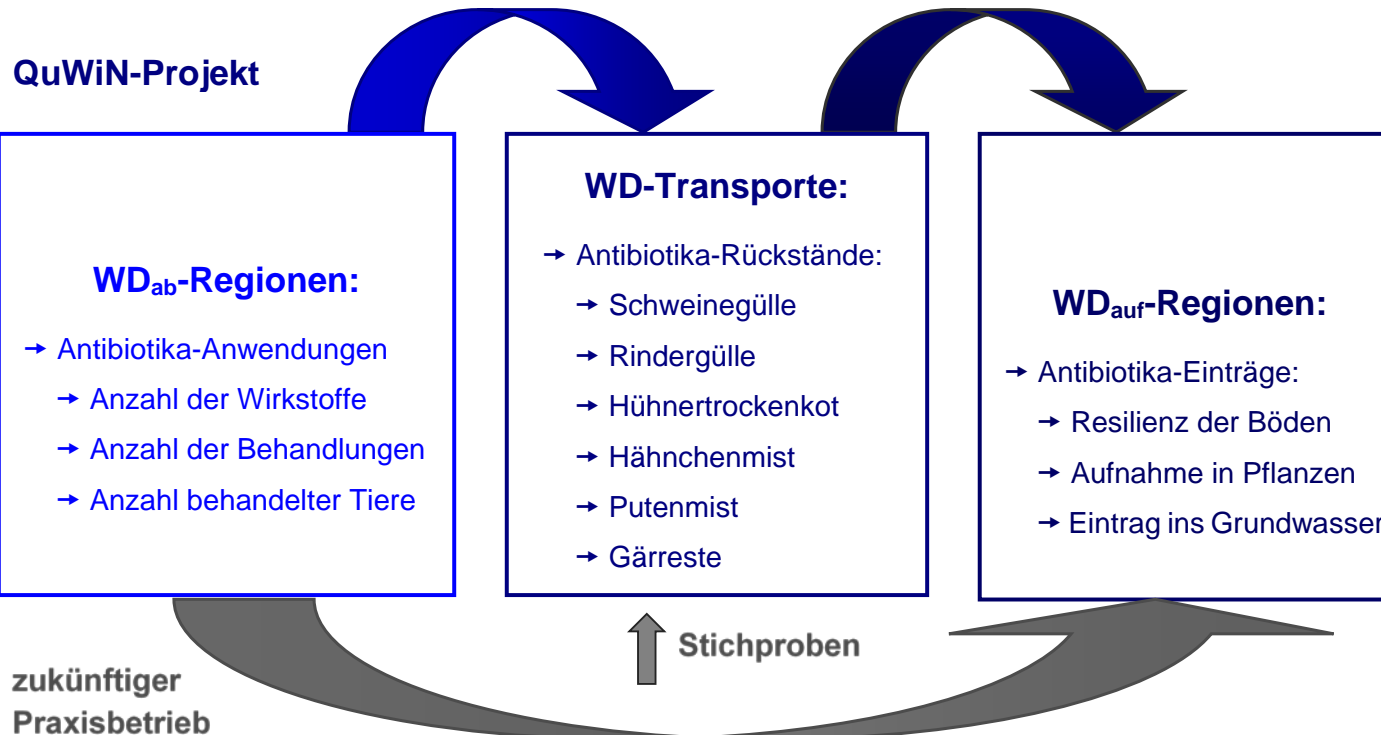 QuWiN-Projekt
WDab-Regionen:
→ Antibiotika-Anwendungen
→ Anzahl der Wirkstoffe
→ Anzahl der Behandlungen
→ Anzahl behandelter Tiere
WD-Transporte:
→ Antibiotika-Rückstände:
→ Schweinegülle
→ Rindergülle
→ Hühnertrockenkot
→ Hähnchenmist
→ Putenmist
→ Gärreste
WDauf-Regionen:
→ Antibiotika-Einträge:
→ Resilienz der Böden
→ Aufnahme in Pflanzen
→ Eintrag ins Grundwasser
Stichproben
zukünftiger
Praxisbetrieb